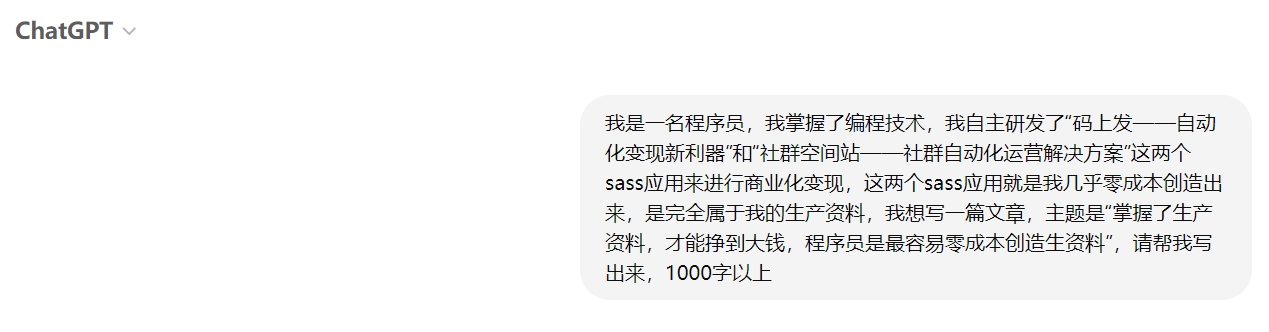 ChatGPT
我是一名程序员，我掌握了编程技术，我自主研发了“码上发——自动
化变现新利器”和“社群空间站——社群自动化运营解决方案”这两个
sass应用来进行商业化变现，这两个sass应用就是我几乎零成本创造出
来，是完全属于我的生产资料，我想写一篇文章，主题是“掌握了生产
资料，才能挣到大钱，程序员是最容易零成本创造生资料”，请帮我写
出来，1000字以上